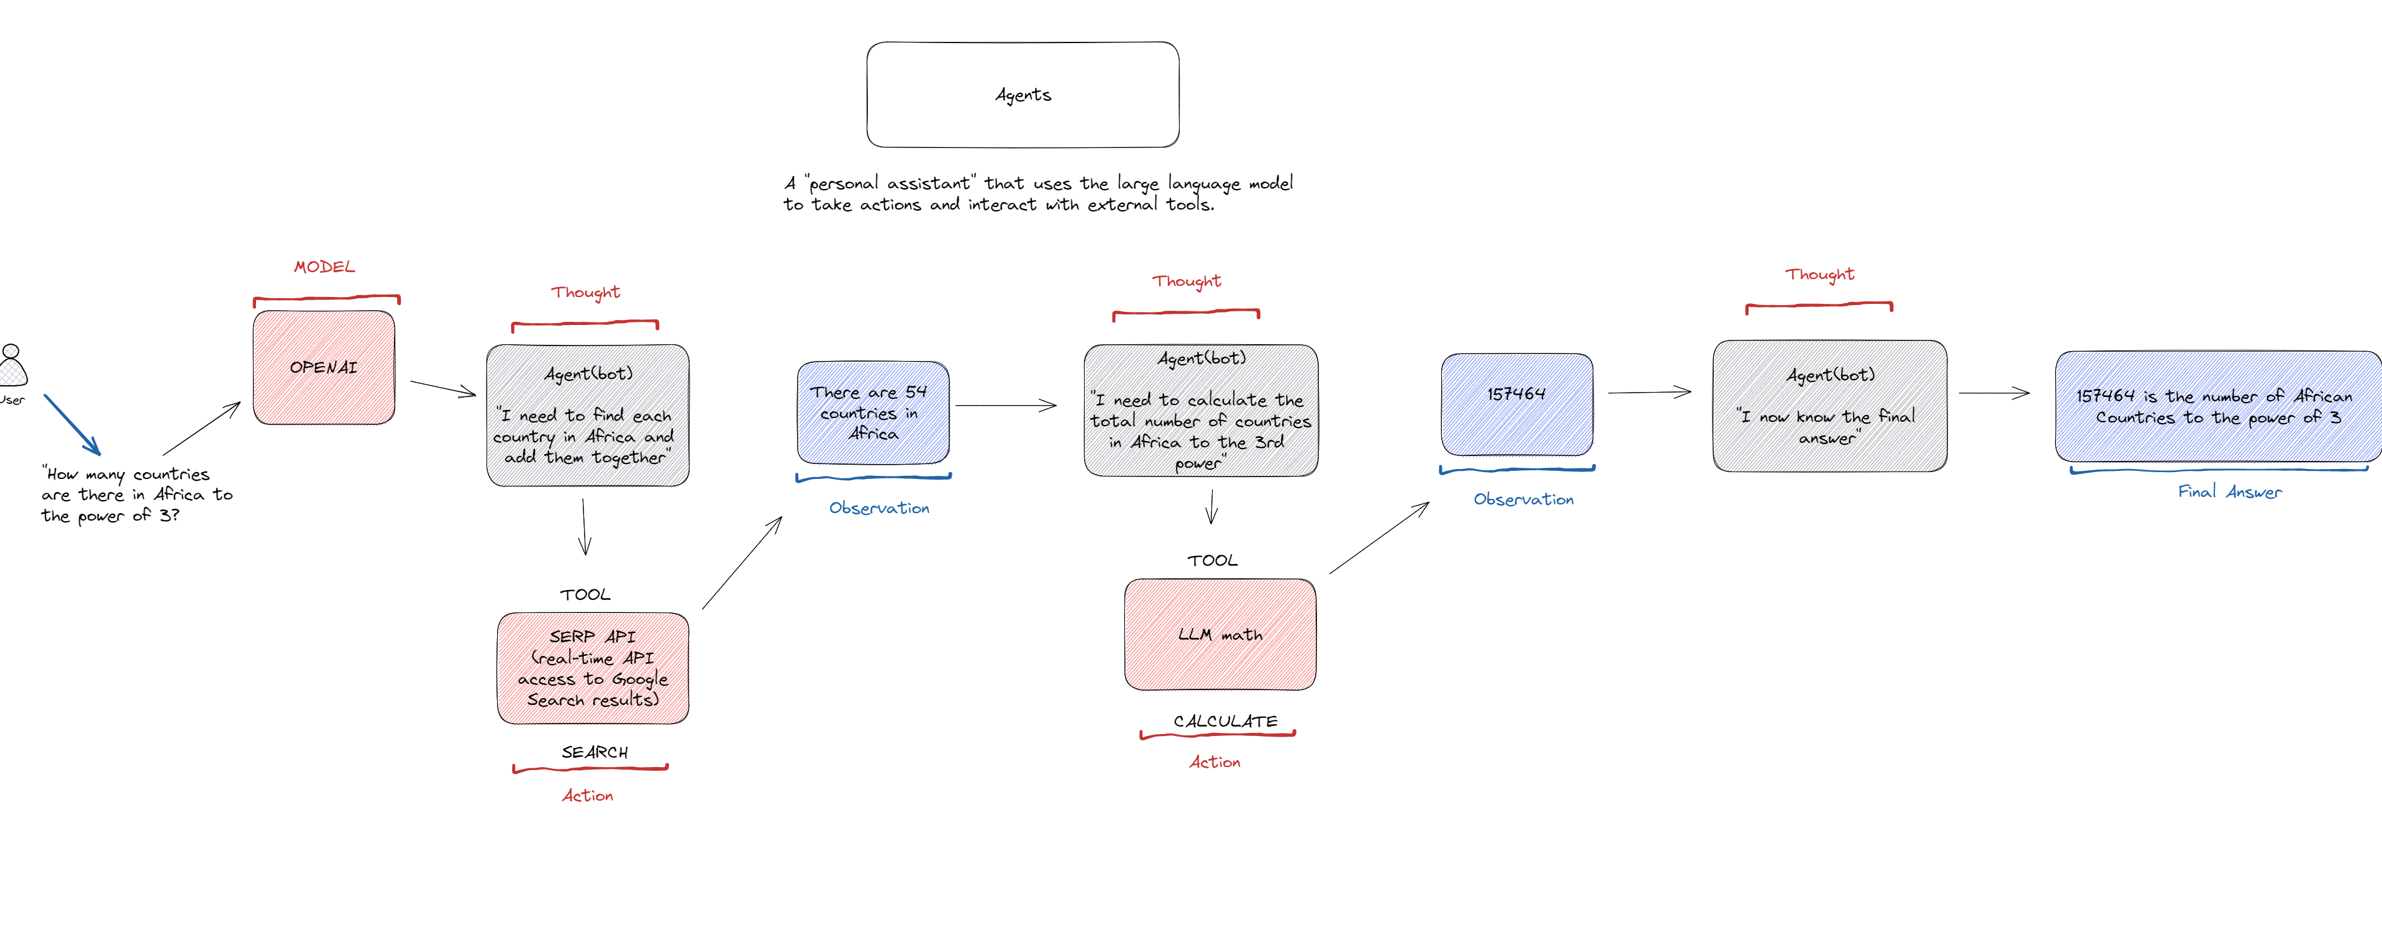 Agents
A "personal assistant" that uses the large language model
to take actions and interact with external tools.
MODEL
OPENAI
User
"How many countries
are there in Africa to
the power of 3?
Thought
Agent(bot)
"I need to find each
country in Africa and
add them together"
TOOL
SERP API
(real-time API
access to Google
Search results)
SEARCH
Action
There are 54
countries in
Africa
Observation
Thought
Agent(bot)
"I need to calculate the
total number of countries
in Africa to the 3rd
power"
TOOL
LLM math
CALCULATE
Action
157464
Observation
Thought
Agent(bot)
"I now know the final
answer"
157464 is the number of African
Countries to the power of 3
Final Answer